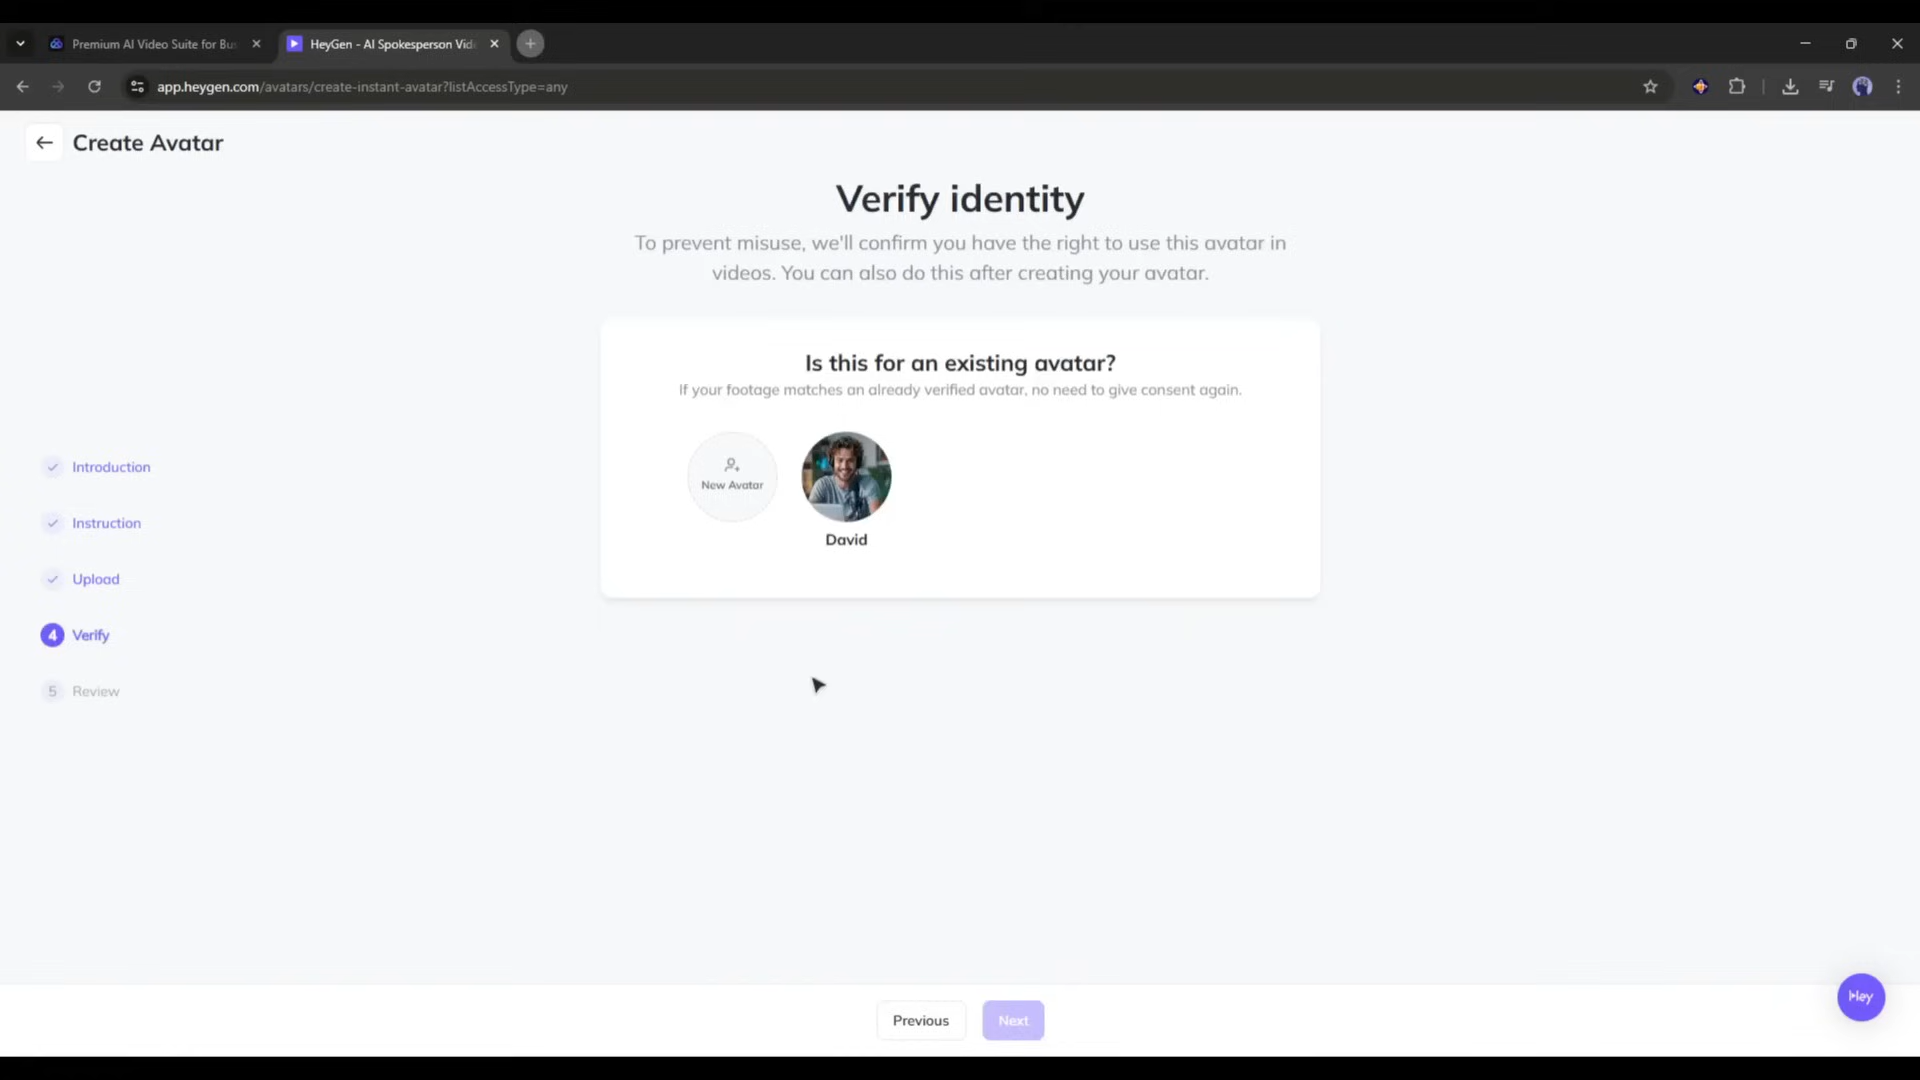 Premium AI Video Suite for Bus
HeyGen - AI Spokesperson Vide
app.heygen.com/avatars/create-instant-avatar?listAccessType=any
Create Avatar
Verify identity
To prevent misuse, we'll confirm you have the right to use this avatar in
videos. You can also do this after creating your avatar.
Is this for an existing avatar?
If your footage matches an already verified avatar, no need to give consent again.
New Avatar
David
Introduction
Instruction
Upload
4 Verify
5 Review
Previous
Next
Hey